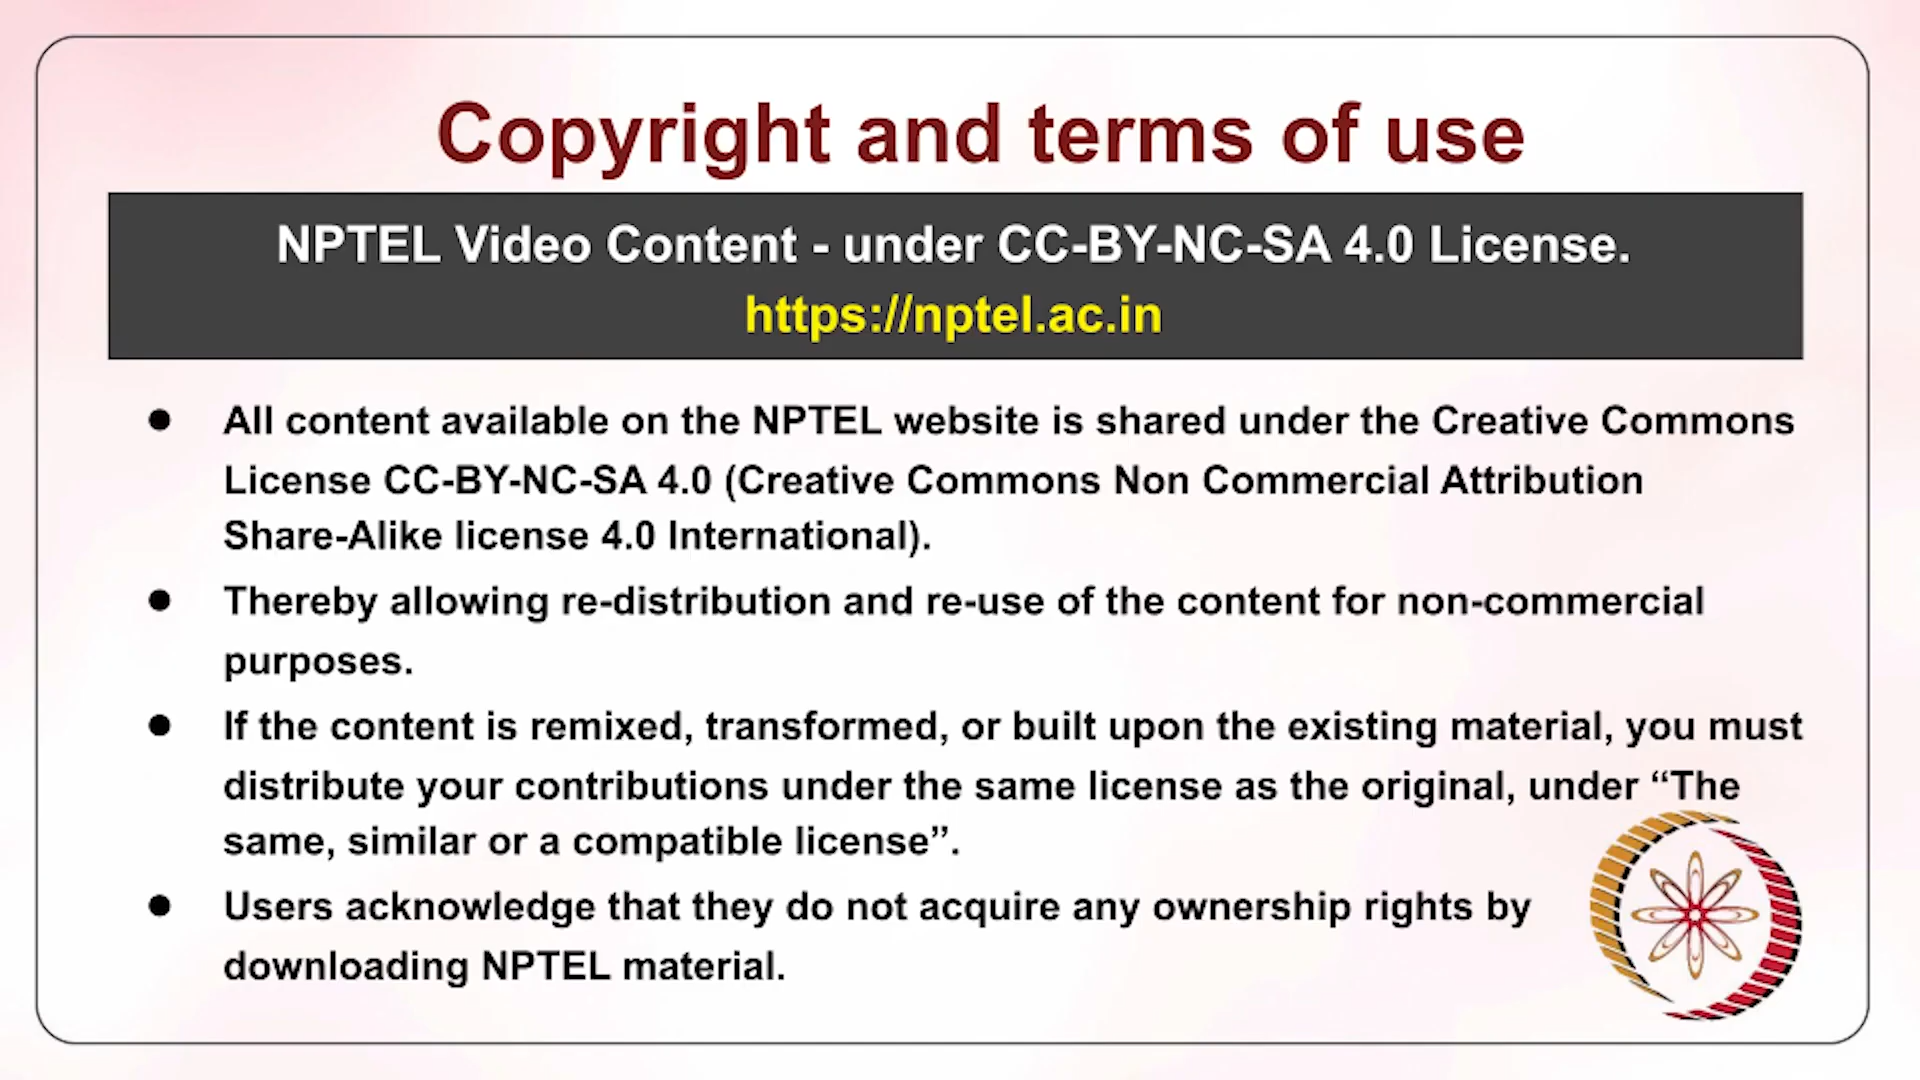 Copyright and terms of use
NPTEL Video Content - under CC-BY-NC-SA 4.0 License.
https://nptel.ac.in
● All content available on the NPTEL website is shared under the Creative Commons
License CC-BY-NC-SA 4.0 (Creative Commons Non Commercial Attribution
Share-Alike license 4.0 International).
● Thereby allowing re-distribution and re-use of the content for non-commercial
purposes.
● If the content is remixed, transformed, or built upon the existing material, you must
distribute your contributions under the same license as the original, under “The
same, similar or a compatible license”.
● Users acknowledge that they do not acquire any ownership rights by
downloading NPTEL material.